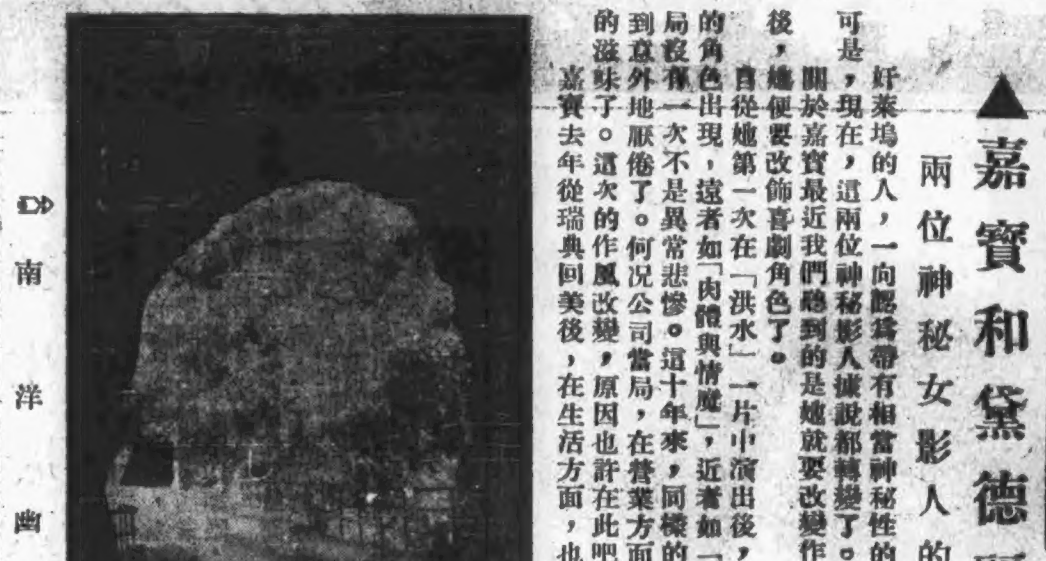 ▲嘉寶和黛德
兩位神秘女影人的
好萊塢的人，一向認爲帶有相當神秘性的
可是，現在，這兩位神秘影人據說都轉變了。
關於嘉寶最近我們聽到的是她就要改變作
後，她便要改飾喜劇角色了。
自從她第一次在「洪水」一片中演出後，
的角色出現，遠者如「肉體與情魔」，近者如「
局沒有一次不是異常悲慘。這十年來，同樣的
到意外地厭倦了。何况公司當局，在營業方面
的滋味了。這次的作風改變，原因也許在此吧
嘉寶去年從瑞典回美後，在生活方面，也
南洋幽